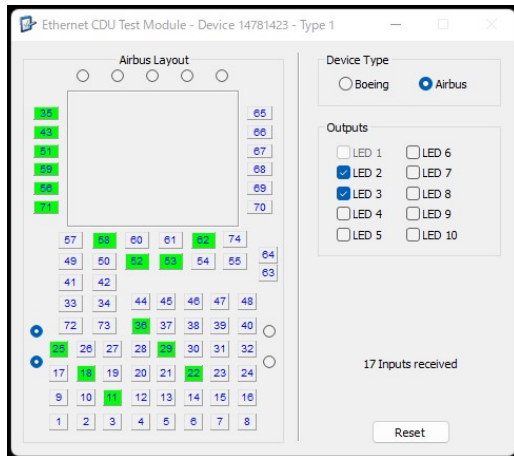 Ethernet CDU Test Module - Device 14781423 - Type 1
Airbus Layout
35 65
43 66
51 67
59 68
56 69
71 70
57 58 60 61 62 74
49 50 52 53 54 55 64
63
41 42
33 34 44 45 46 47 48
72 73 36 37 38 39 40
25 26 27 28 29 30 31 32
17 18 19 20 21 22 23 24
9 10 11 12 13 14 15 16
1 2 3 4 5 6 7 8
Device Type
Boeing Airbus
Outputs
LED 1 LED 6
LED 2 LED 7
LED 3 LED 8
LED 4 LED 9
LED 5 LED 10
17 Inputs received
Reset